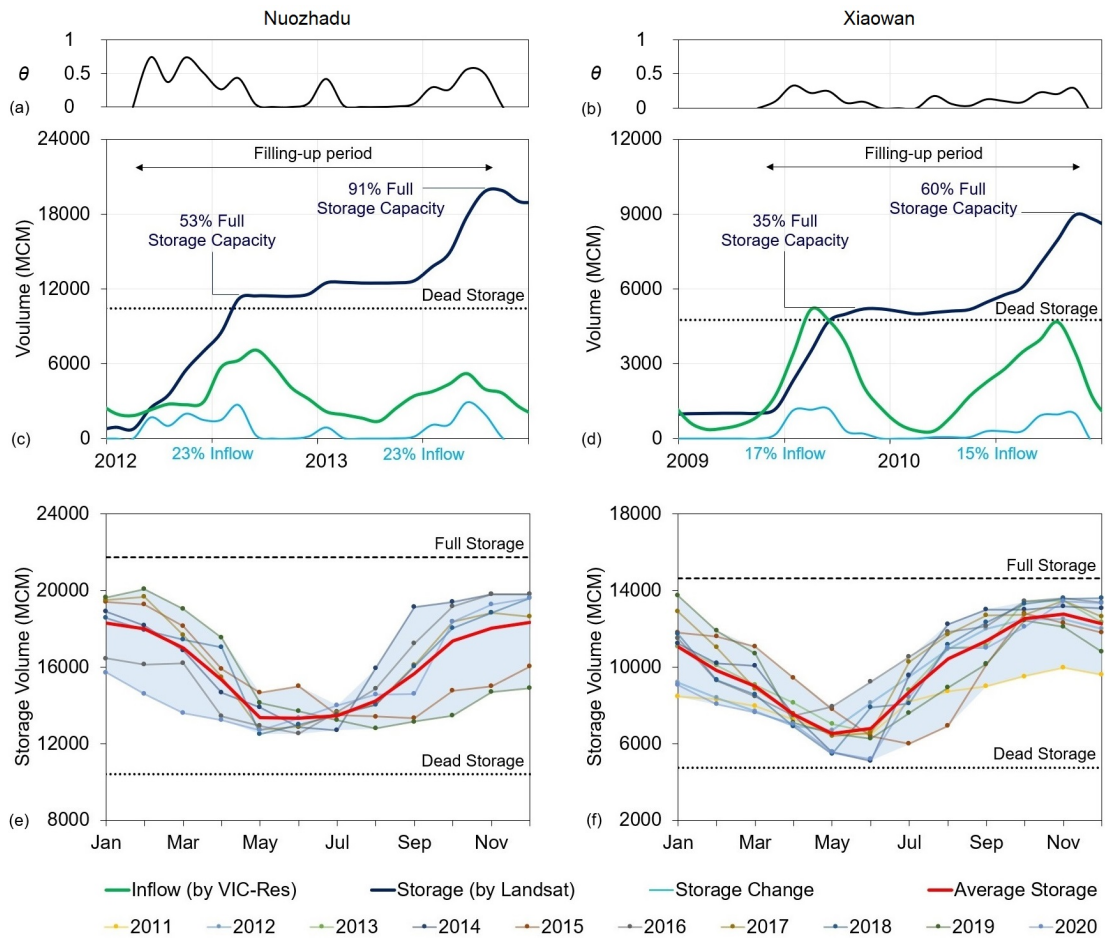 Nuozhadu
Xiaowan
1
θ
0.5
(a)
0
1
θ
0.5
(b)
0
24000
Filling-up period
91% Full
Storage Capacity
18000
53% Full
Storage Capacity
Voulume (MCM)
12000
Dead Storage
6000
(c)
0
2012
23% Inflow
2013
23% Inflow
12000
Filling-up period
60% Full
Storage Capacity
9000
35% Full
Storage Capacity
Volume (MCM)
6000
Dead Storage
3000
(d)
0
2009
17% Inflow
2010
15% Inflow
24000
Full Storage
20000
Storage Volume (MCM)
16000
12000
Dead Storage
(e)
8000
Jan
Mar
May
Jul
Sep
Nov
18000
Full Storage
14000
Storage Volume (MCM)
10000
6000
Dead Storage
(f)
2000
Jan
Mar
May
Jul
Sep
Nov
Inflow (by VIC-Res)
Storage (by Landsat)
Storage Change
Average Storage
2011
2012
2013
2014
2015
2016
2017
2018
2019
2020